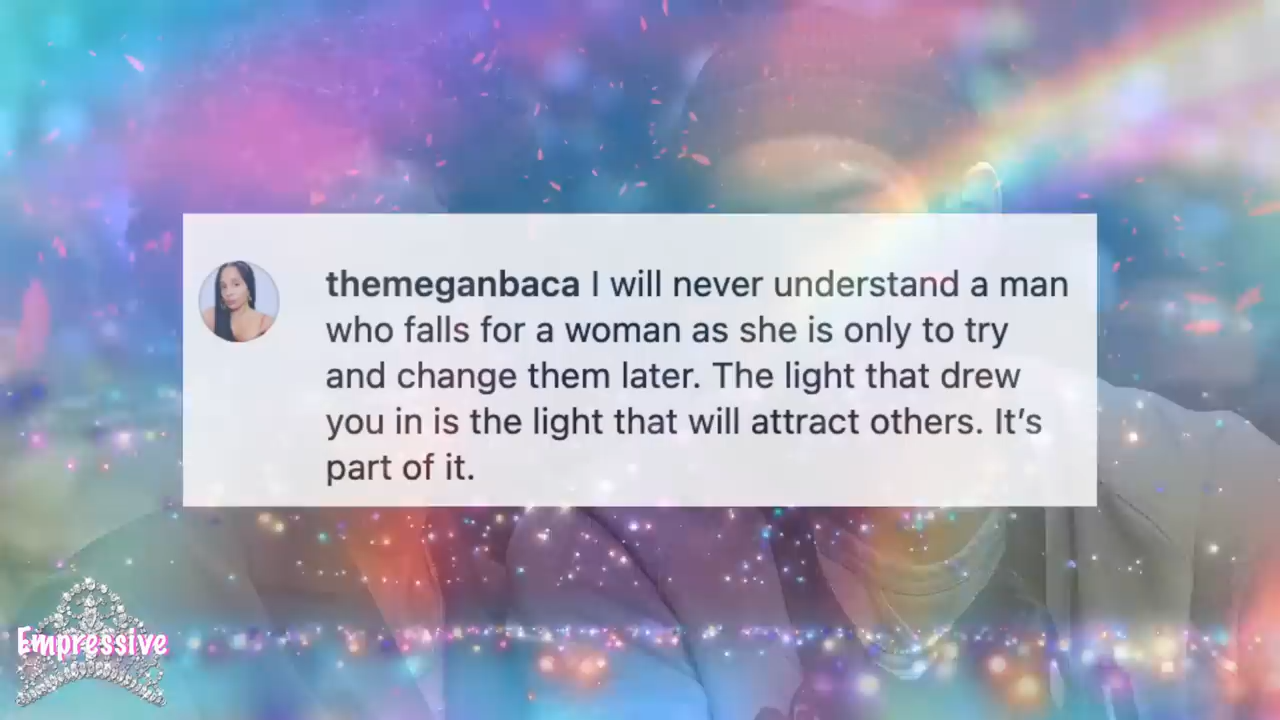 themeganbaca I will never understand a man
who falls for a woman as she is only to try
and change them later. The light that drew
you in is the light that will attract others. It’s
part of it.
Empressive